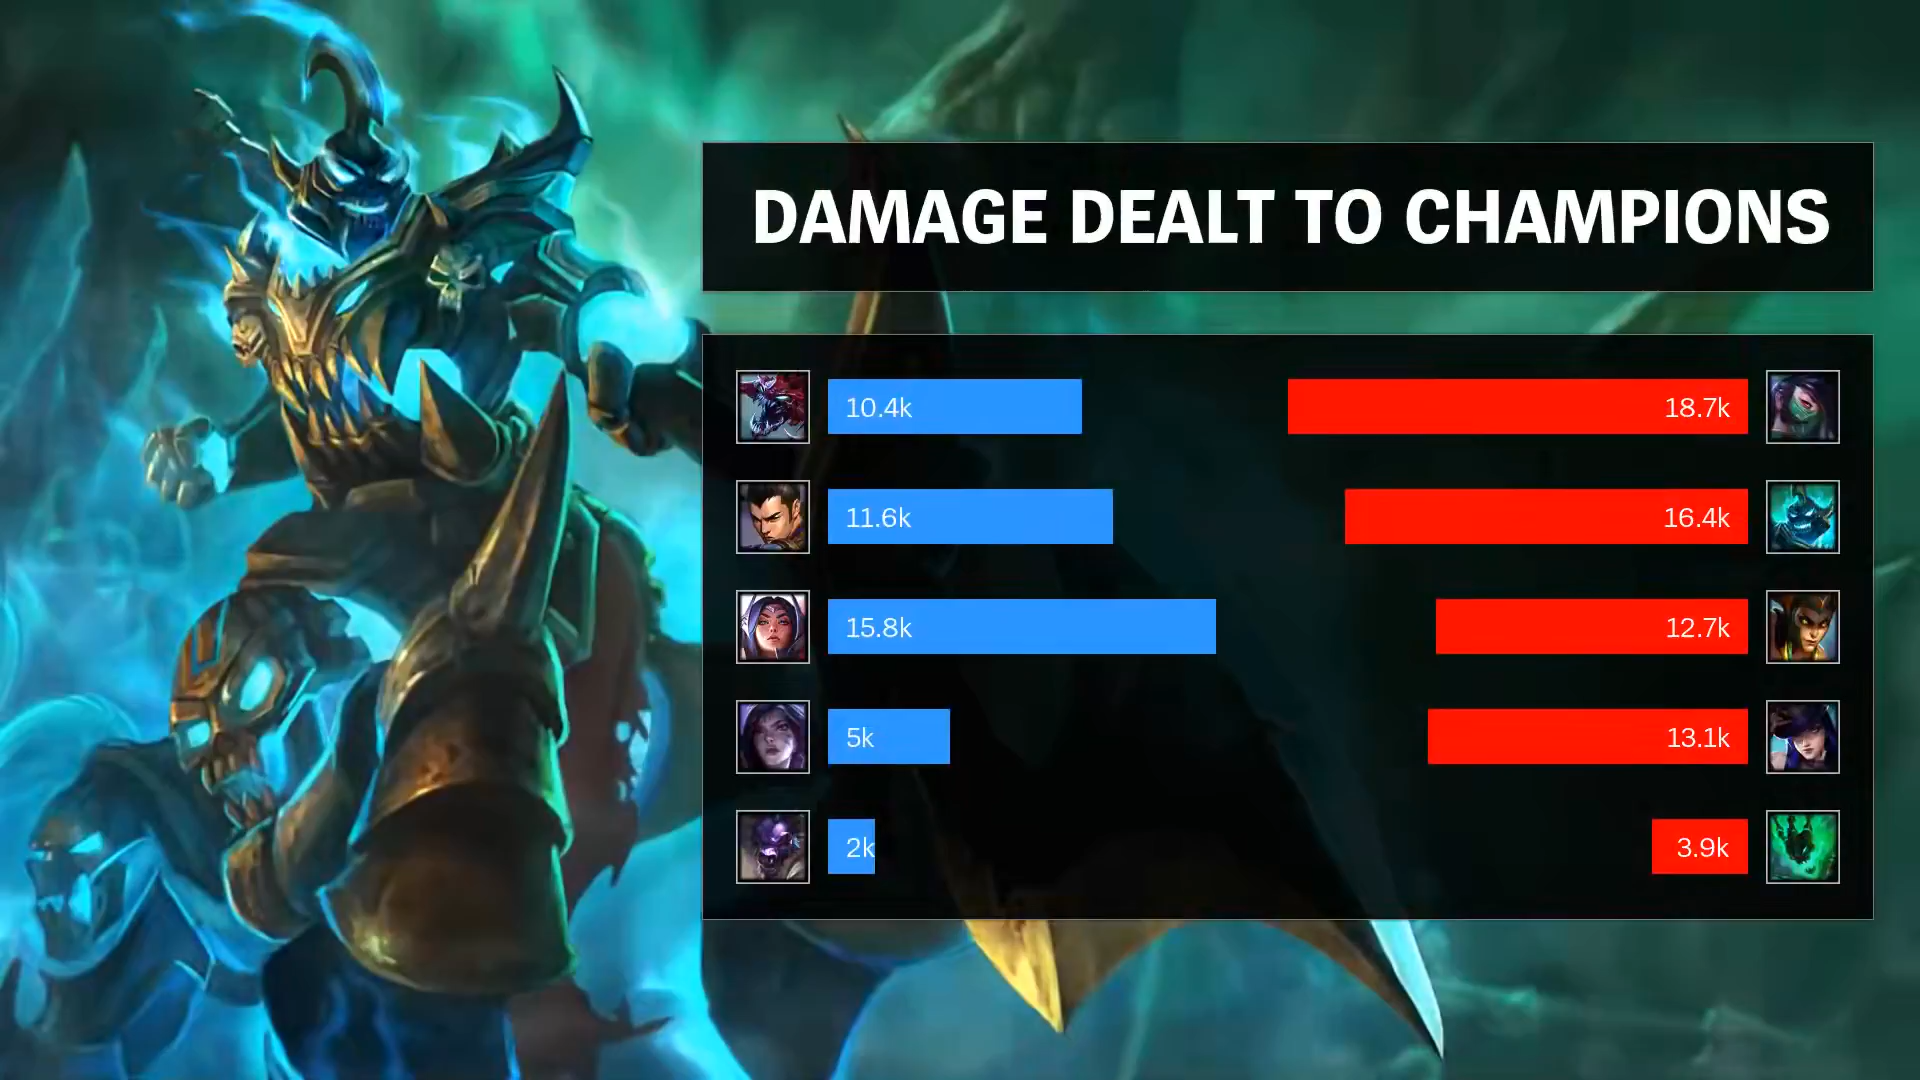 DAMAGE DEALT TO CHAMPIONS
10.4k 18.7k
11.6k 16.4k
15.8k 12.7k
5k 13.1k
2k 3.9k